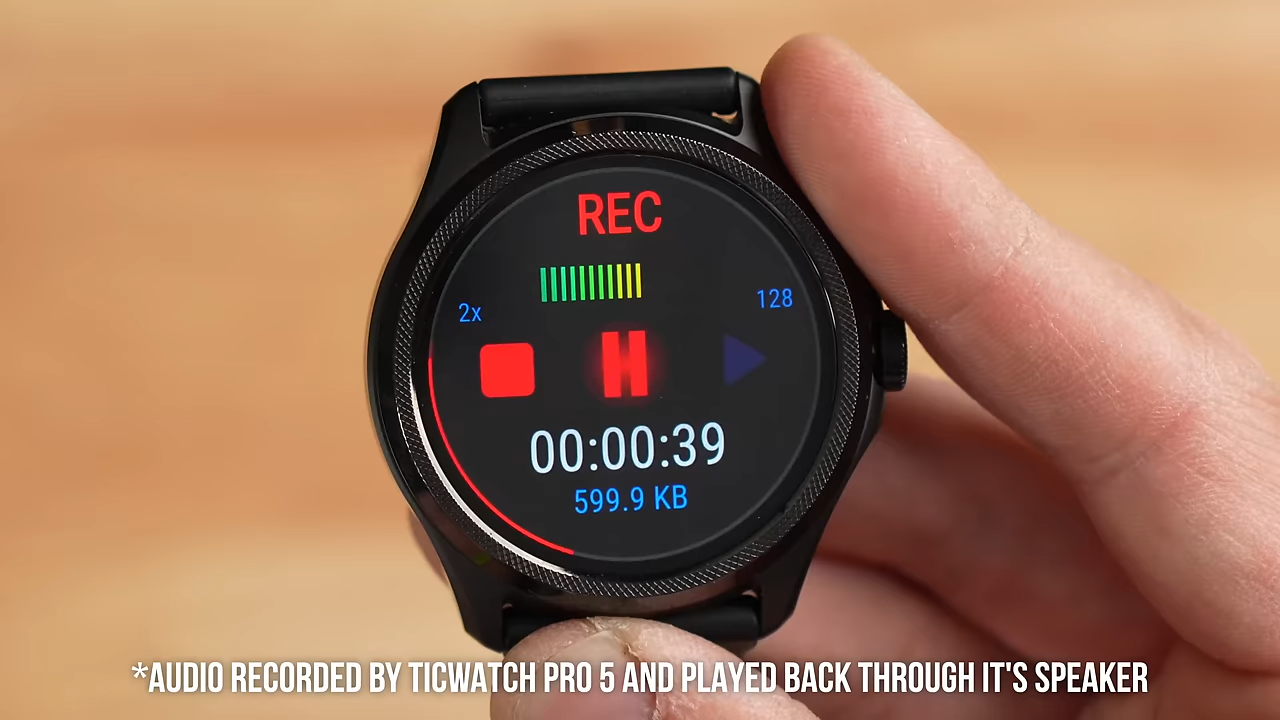 REC
2x
128
00:00:39
599.9 KB
*AUDIO RECORDED BY TICWATCH PRO 5 AND PLAYED BACK THROUGH IT'S SPEAKER